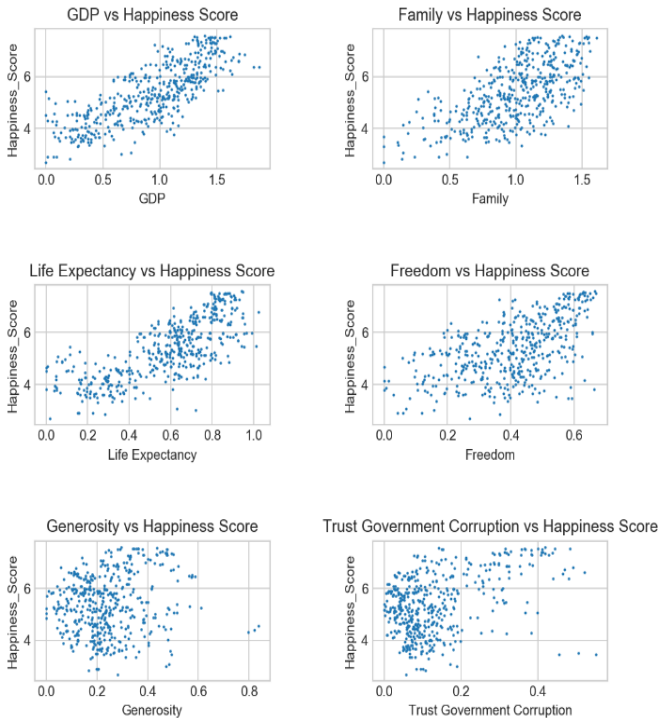 GDP vs Happiness Score
Happiness_Score
6
4
0.0 0.5 1.0 1.5
GDP
Family vs Happiness Score
Happiness_Score
6
4
0.0 0.5 1.0 1.5
Family
Life Expectancy vs Happiness Score
Happiness_Score
6
4
0.0 0.2 0.4 0.6 0.8 1.0
Life Expectancy
Freedom vs Happiness Score
Happiness_Score
6
4
0.0 0.2 0.4 0.6
Freedom
Generosity vs Happiness Score
Happiness_Score
6
4
0.0 0.2 0.4 0.6 0.8
Generosity
Trust Government Corruption vs Happiness Score
Happiness_Score
6
4
0.0 0.2 0.4
Trust Government Corruption